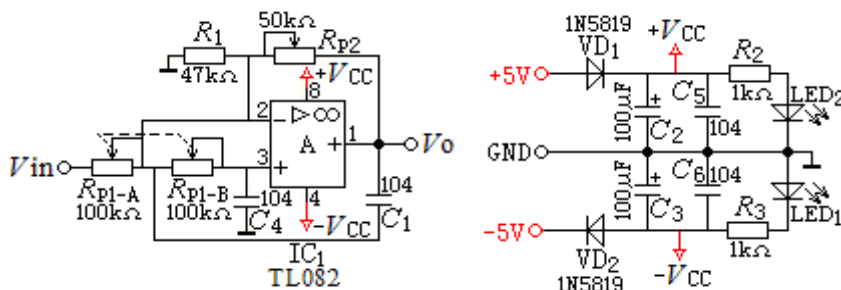 50kΩ
R1
RP2
47kΩ
+VCC
8
2
▷∞
−
A
+
1
Vo
Vin
3
+
RP1-A
100kΩ
RP1-B
100kΩ
104
C4
4
−VCC
104
C1
IC1
TL082
1N5819
VD1
+VCC
R2
+5V
1kΩ
LED2
100μF
+
C2
C5
104
GND
100μF
+
C3
C6
104
R3
1kΩ
LED1
-5V
VD2
1N5819
−VCC